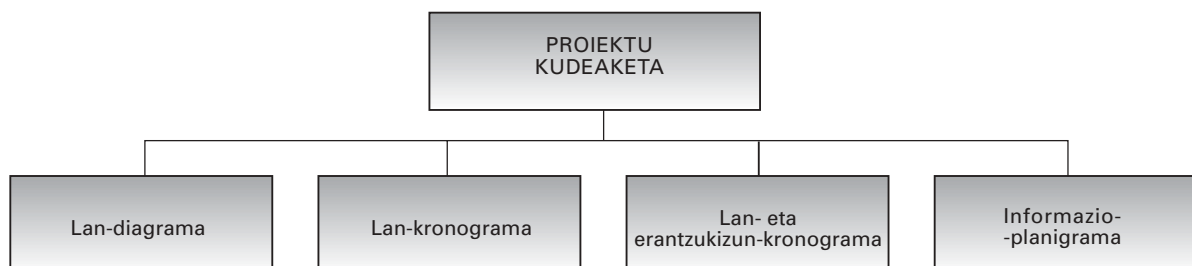 PROIEKTU
KUDEAKETA
Lan-diagrama
Lan-kronograma
Lan- eta
erantzukizun-kronograma
Informazio-
-planigrama